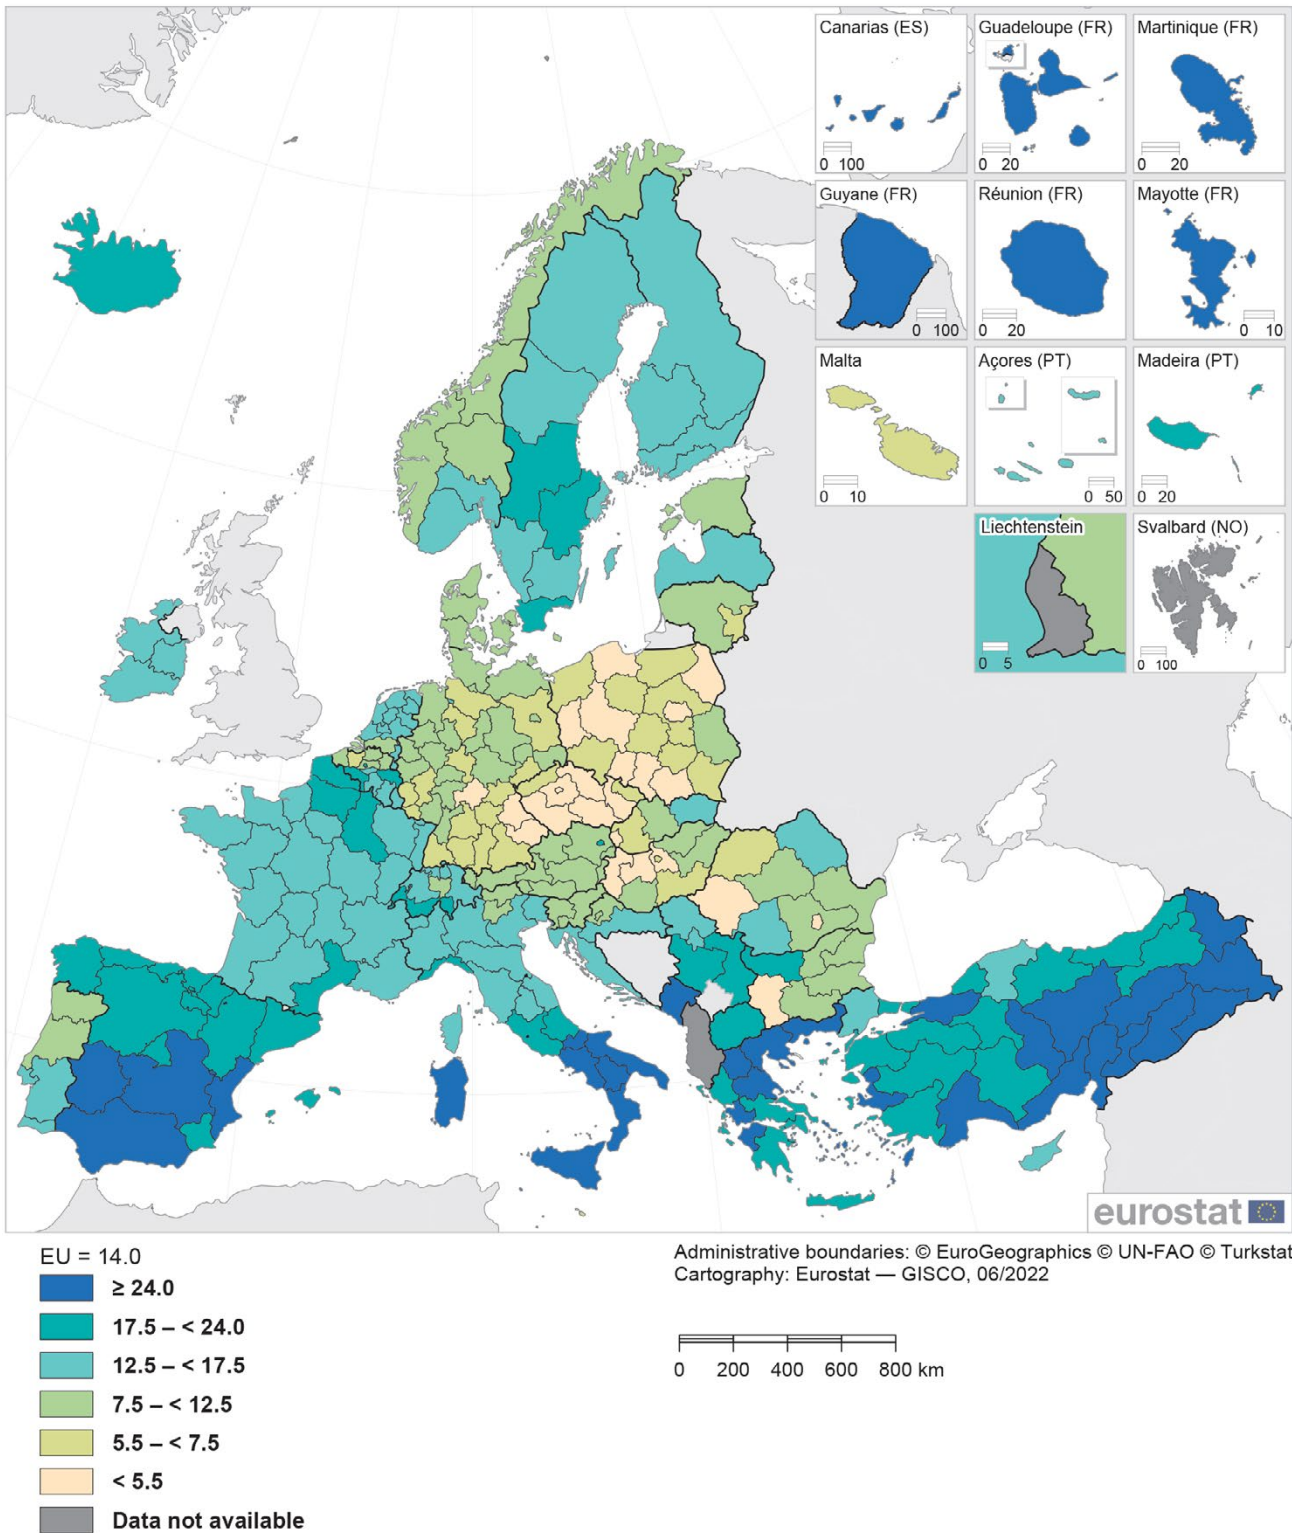 Canarias (ES)
0 100
Guadeloupe (FR)
0 20
Martinique (FR)
0 20
Guyane (FR)
0 100
Réunion (FR)
0 20
Mayotte (FR)
0 10
Malta
0 10
Açores (PT)
0 50
Madeira (PT)
0 20
Liechtenstein
0 5
Svalbard (NO)
0 100
eurostat
EU = 14.0
≥ 24.0
17.5 – < 24.0
12.5 – < 17.5
7.5 – < 12.5
5.5 – < 7.5
< 5.5
Data not available
Administrative boundaries: © EuroGeographics © UN-FAO © Turkstat
Cartography: Eurostat — GISCO, 06/2022
0 200 400 600 800 km